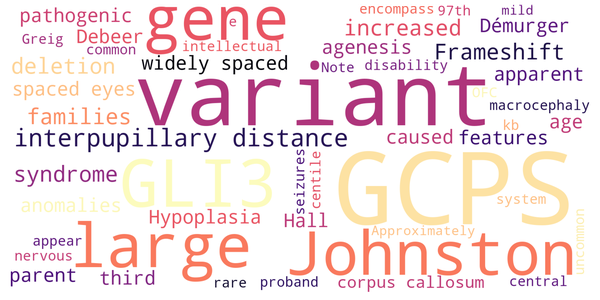 encompass 97th mild
pathogenic gene increased Démurger
Greig Debeer e
common intellectual agenesis Frameshift
deletion widely spaced Note disability apparent
spaced eyes variant OFC macrocephaly
families kb age
interpupillary distance caused features
syndrome GLI3 seizures centile GCPS system
anomalies Hypoplasia Hall
large Johnston Approximately uncommon
appear
nervous
parent third rare proband corpus callosum central